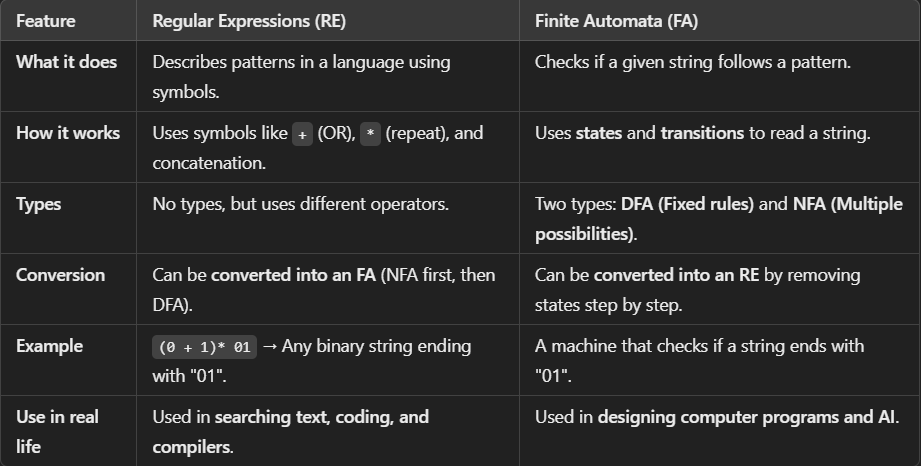 Feature Regular Expressions (RE) Finite Automata (FA)
What it does Describes patterns in a language using Checks if a given string follows a pattern.
symbols.
How it works Uses symbols like + (OR), * (repeat), and Uses states and transitions to read a string.
concatenation.
Types No types, but uses different operators. Two types: DFA (Fixed rules) and NFA (Multiple
possibilities).
Conversion Can be converted into an FA (NFA first, then Can be converted into an RE by removing
DFA). states step by step.
Example (0 + 1)* 01 → Any binary string ending A machine that checks if a string ends with
with "01". "01".
Use in real Used in searching text, coding, and Used in designing computer programs and AI.
life compilers.